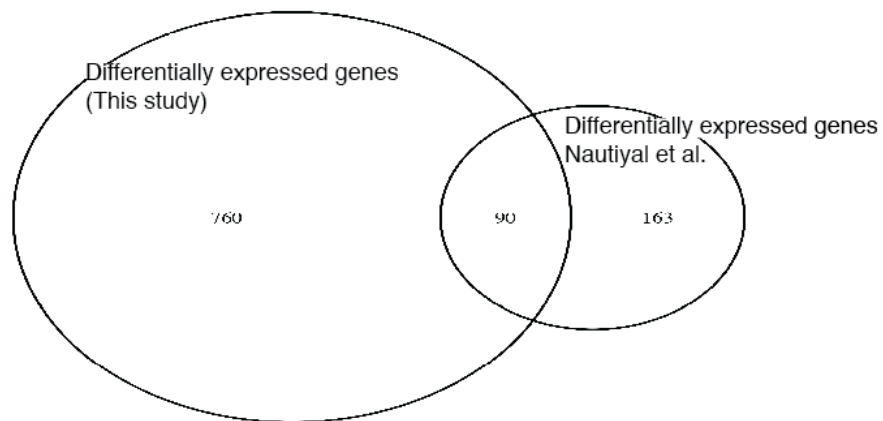 Differentially expressed genes
(This study)
Differentially expressed genes
Nautiyal et al.
760
90
163